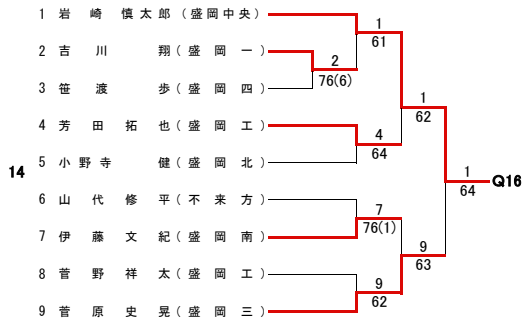 1 岩崎慎太郎(盛岡中央)
1
61
2 吉川翔(盛岡一)
2
76(6)
3 笹渡歩(盛岡四)
1
62
4 芳田拓也(盛岡工)
4
64
5 小野寺健(盛岡北)
14
1
64
Q16
6 山代修平(不来方)
7
76(1)
7 伊藤文紀(盛岡南)
9
63
8 菅野祥太(盛岡工)
9
62
9 菅原史晃(盛岡三)